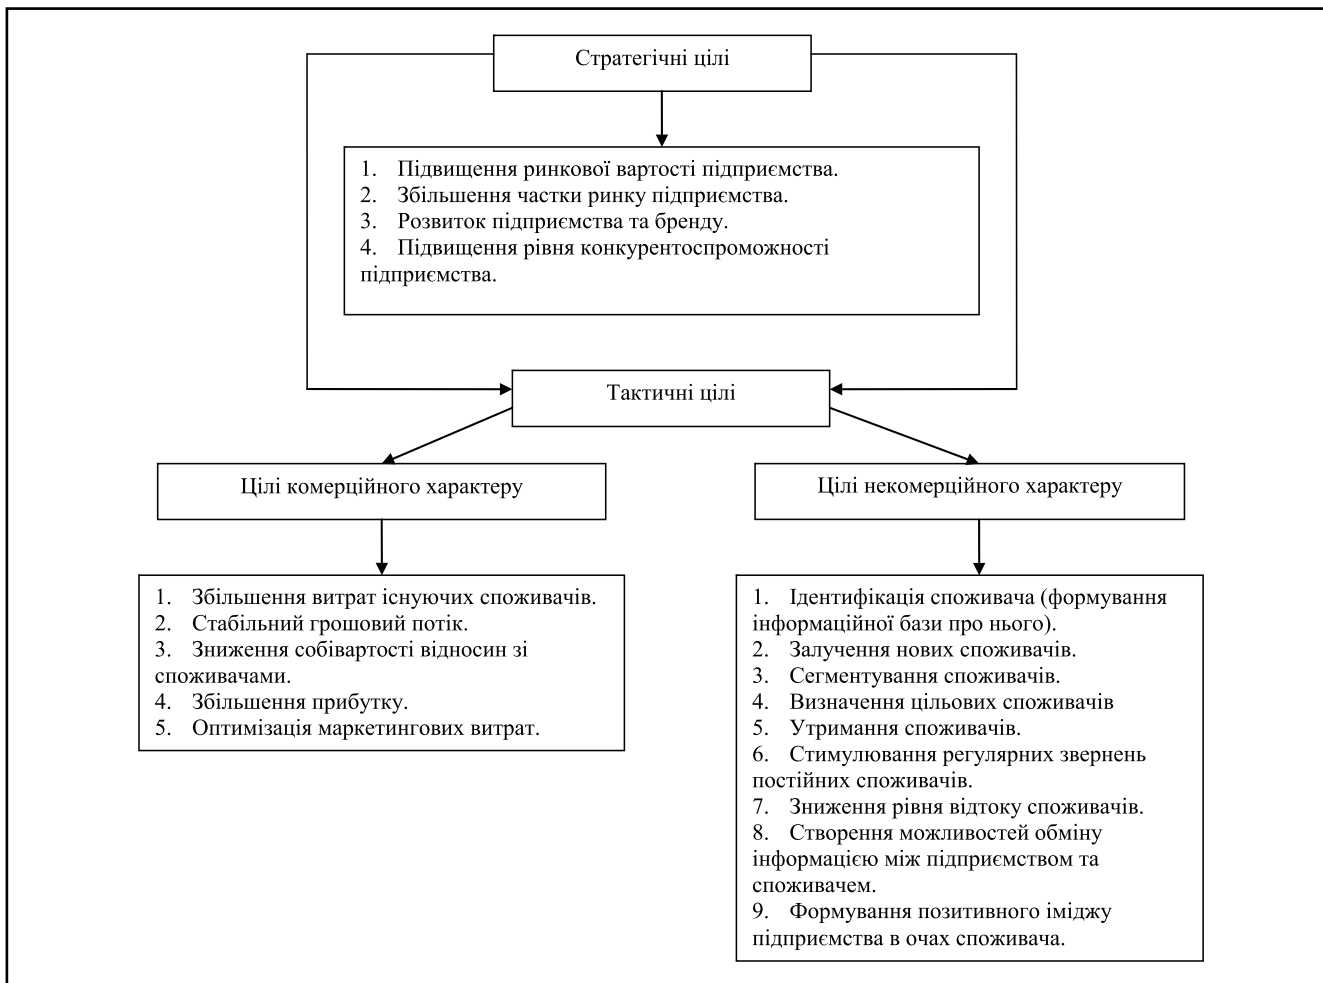 Стратегічні цілі
1. Підвищення ринкової вартості підприємства.
2. Збільшення частки ринку підприємства.
3. Розвиток підприємства та бренду.
4. Підвищення рівня конкурентоспроможності
підприємства.
Тактичні цілі
Цілі комерційного характеру
1. Збільшення витрат існуючих споживачів.
2. Стабільний грошовий потік.
3. Зниження собівартості відносин зі
споживачами.
4. Збільшення прибутку.
5. Оптимізація маркетингових витрат.
Цілі некомерційного характеру
1. Ідентифікація споживача (формування
інформаційної бази про нього).
2. Залучення нових споживачів.
3. Сегментування споживачів.
4. Визначення цільових споживачів
5. Утримання споживачів.
6. Стимулювання регулярних звернень
постійних споживачів.
7. Зниження рівня відтоку споживачів.
8. Створення можливостей обміну
інформацією між підприємством та
споживачем.
9. Формування позитивного іміджу
підприємства в очах споживача.